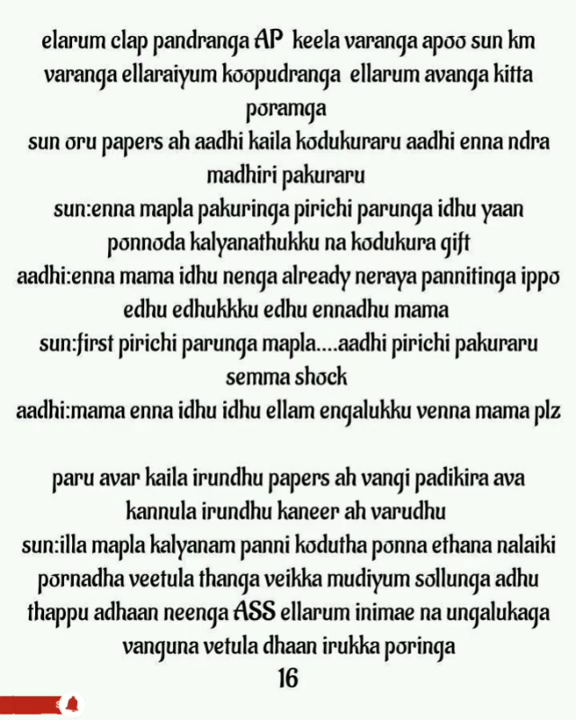 elarum clap pandranga AP keela varanga apoo sun km
varanga ellaraiyum koopudranga ellarum avanga kitta
poramga
sun oru papers ah aadhi kaila kodukuraru aadhi enna ndra
madhiri pakuraru
sun:enna mapla pakuringa pirichi parunga idhu yaan
ponnoda kalyanathukku na kodukura gift
aadhi:enna mama idhu nenga already neraya pannitinga ippo
edhu edhukkku edhu ennadhu mama
sun:first pirichi parunga mapla....aadhi pirichi pakuraru
semma shock
aadhi:mama enna idhu idhu ellam engalukku venna mama plz
paru avar kaila irundhu papers ah vangi padikira ava
kannula irundhu kaneer ah varudhu
sun:illa mapla kalyanam panni kodutha ponna ethana nalaiki
pornadha veetula thanga veikka mudiyum sollunga adhu
thappu adhaan neenga ASS ellarum inimae na ungalukaga
vanguna vetula dhaan irukka poringa
16